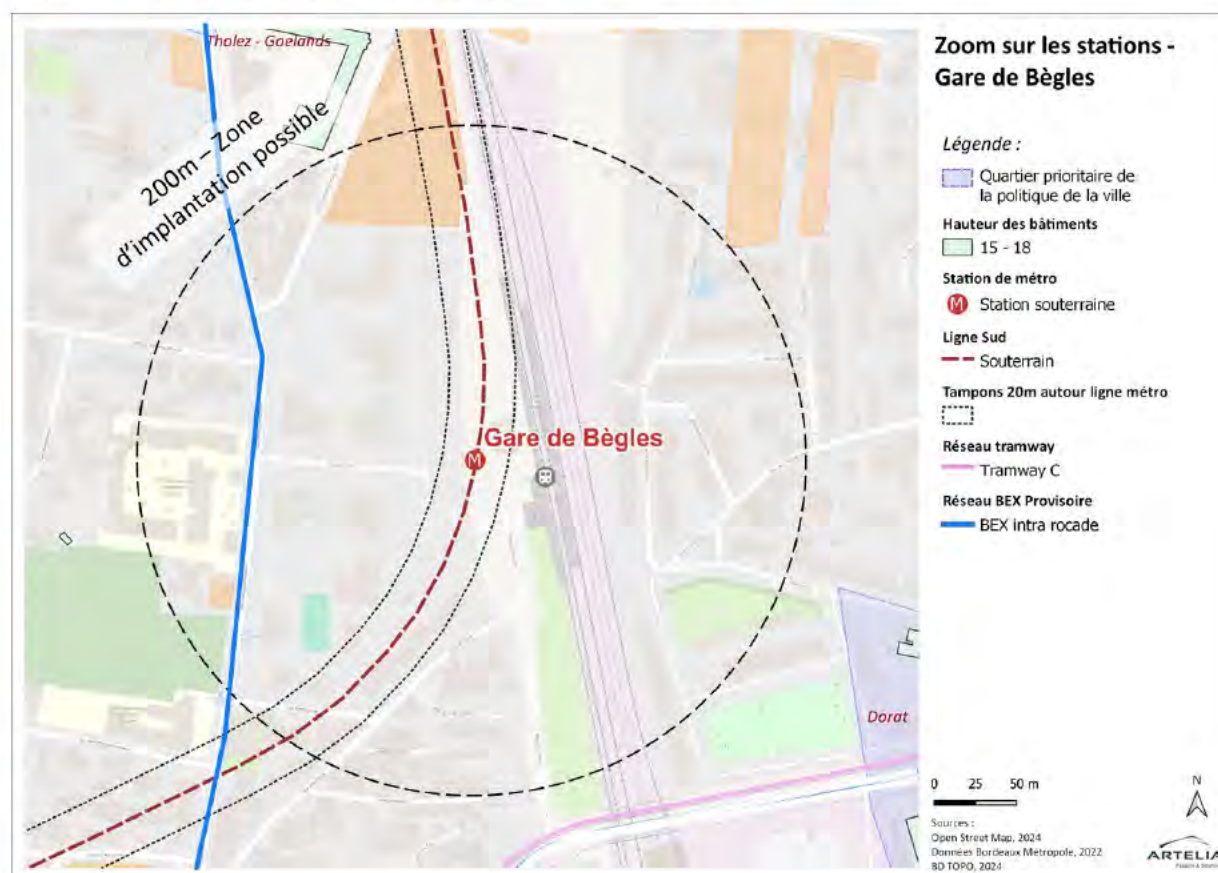 Zoom sur les stations -
Gare de Bègles
Tholez - Goelands
200m – Zone
d'implantation possible
Gare de Bègles
M
Dorat
Légende :
Quartier prioritaire de
la politique de la ville
Hauteur des bâtiments
15 - 18
Station de métro
M Station souterraine
Ligne Sud
Souterrain
Tampons 20m autour ligne métro
Réseau tramway
Tramway C
Réseau BEX Provisoire
BEX intra rocade
0 25 50 m
N
Sources :
Open Street Map, 2024
Données Bordeaux Métropole, 2022
BD TOPO, 2024
ARTELIA